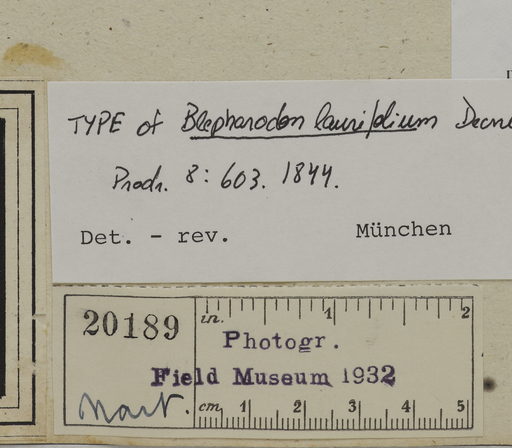 TYPE of Blepharodon laurifolium Decne
Prodr. 8: 603. 1844.
Det. - rev. München
20189
in. 1 2
Photogr.
Field Museum 1932
Mart.
cm 1 2 3 4 5